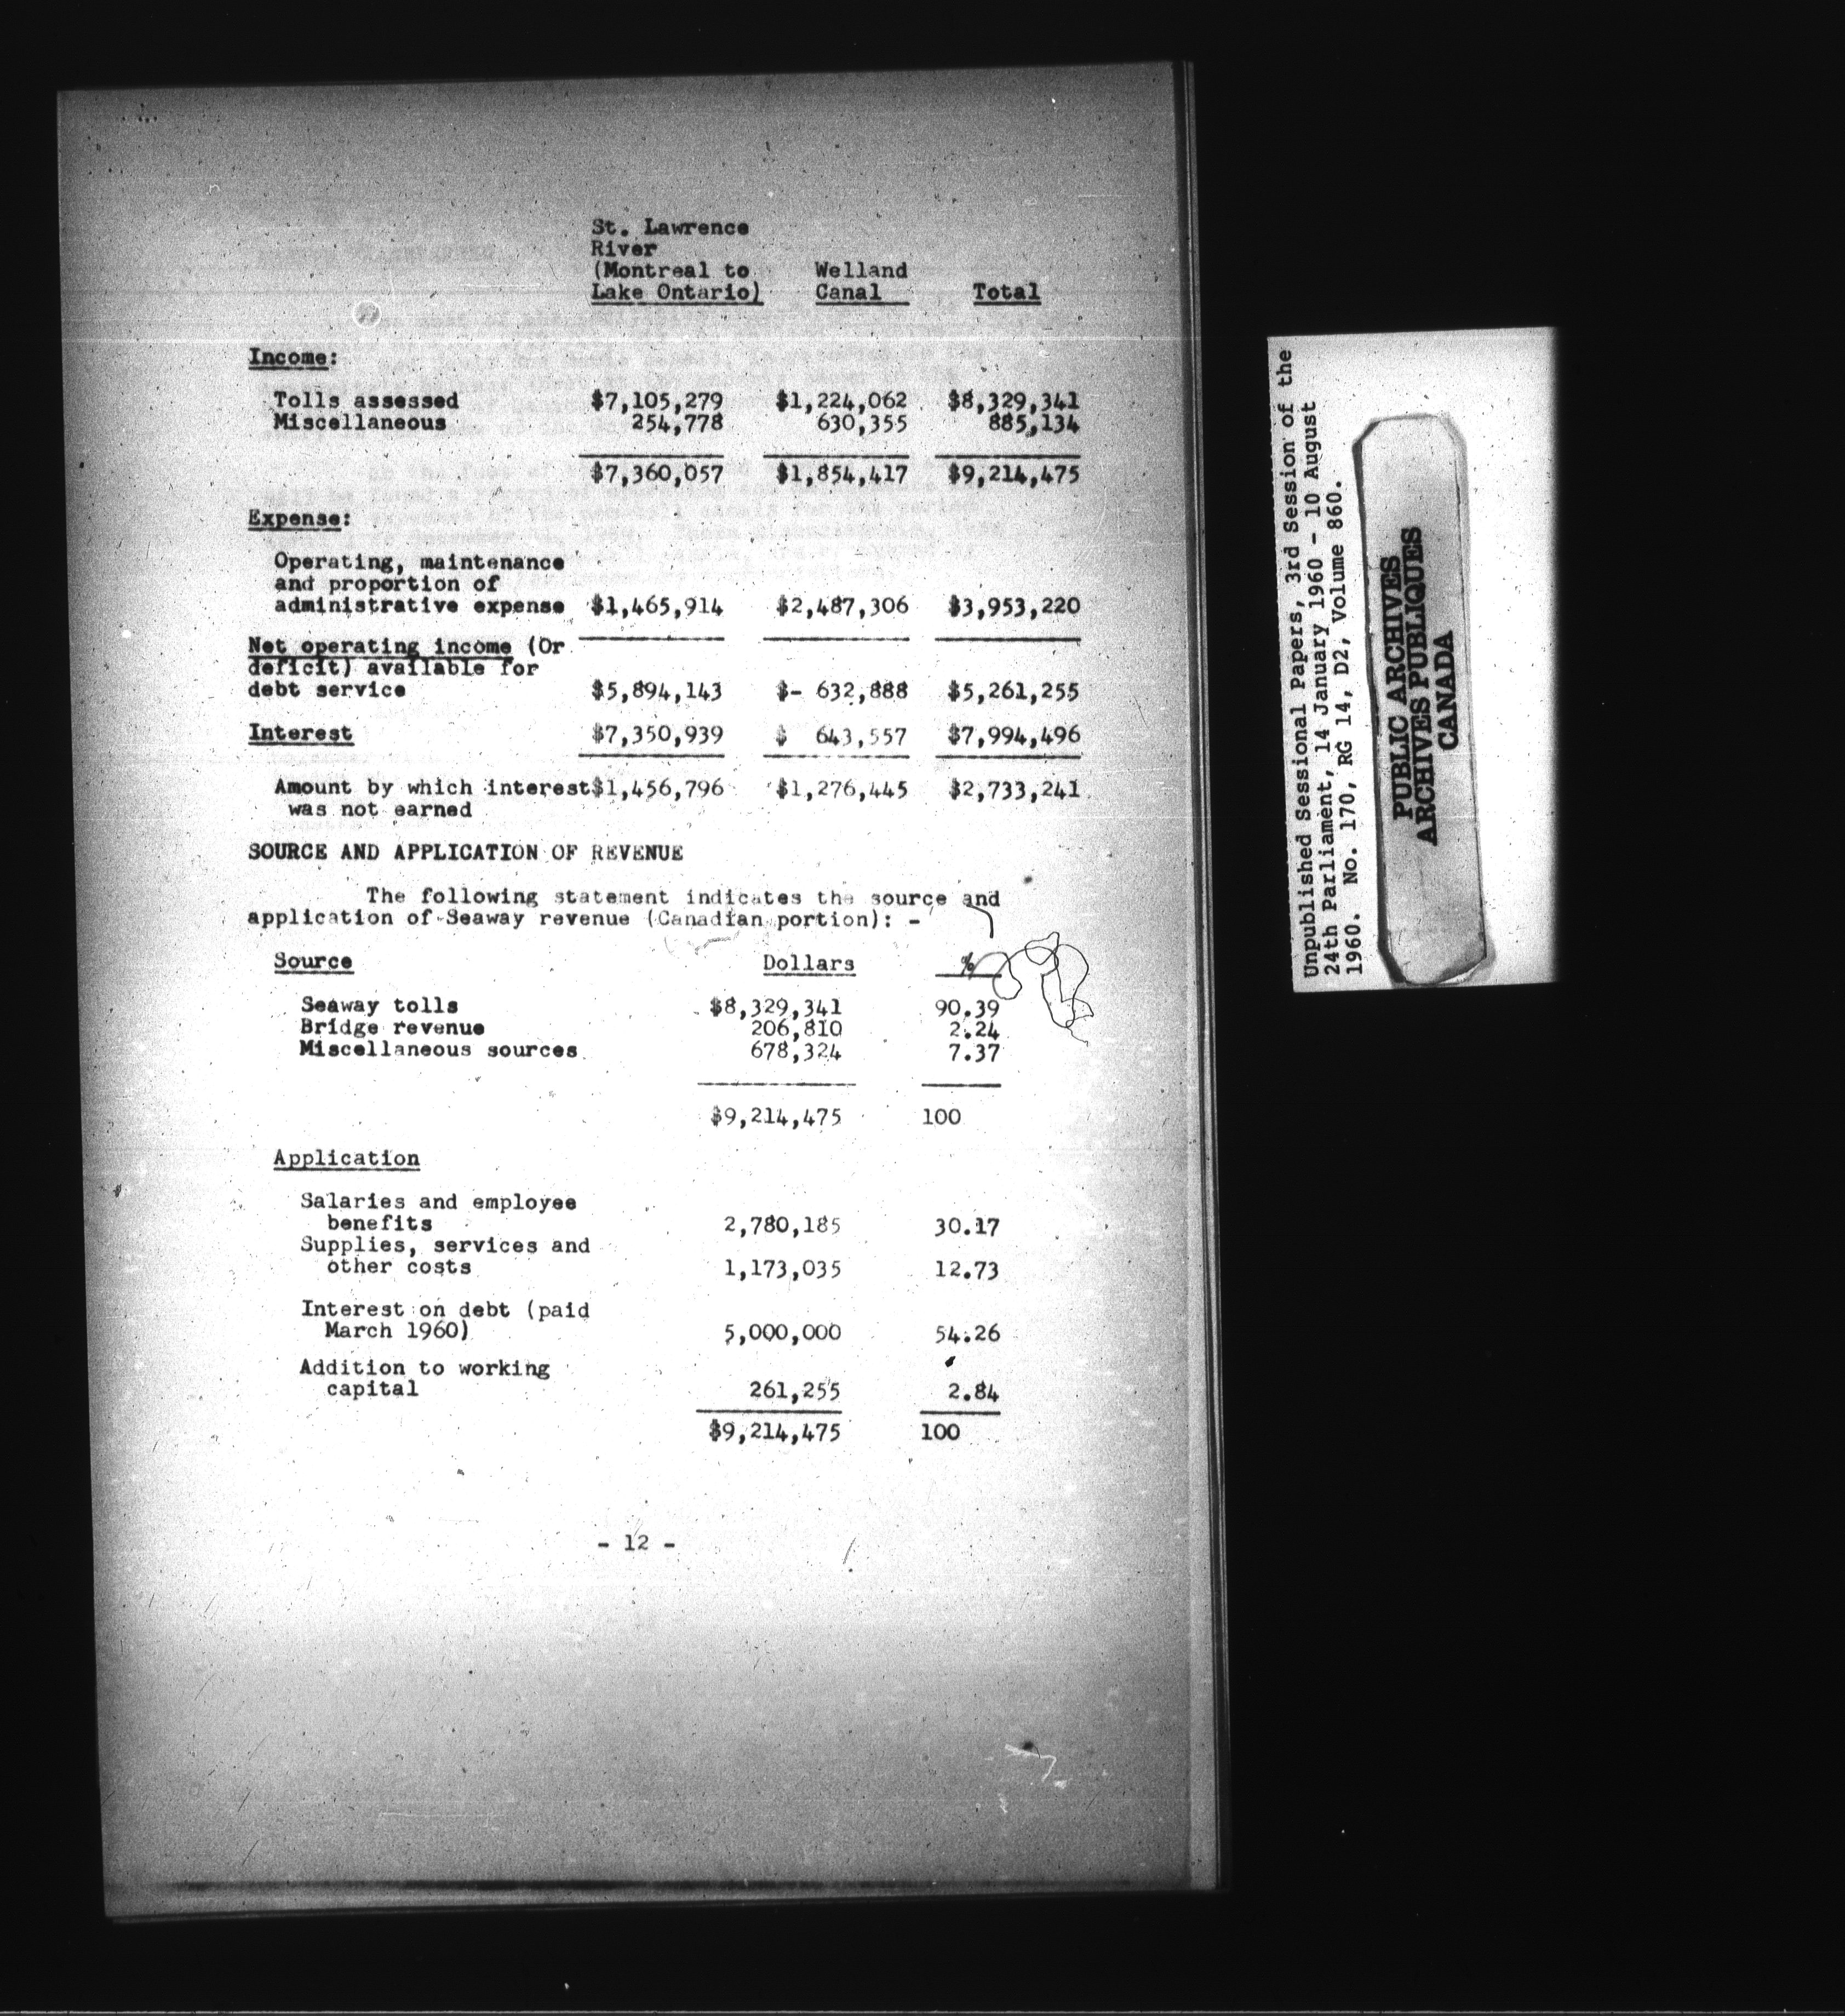 St. Lawrence
River
(Montreal to Welland
Lake Ontario) Canal Total
Income:
Tolls assessed $7,105,279 $1,224,062 $8,329,341
Miscellaneous 254,778 630,355 885,134
$7,360,057 $1,854,417 $9,214,475
Expense:
Operating, maintenance
and proportion of
administrative expense $1,465,914 $2,487,306 $3,953,220
Net operating income (Or
deficit) available for
debt service $5,894,143 $- 632,888 $5,261,255
Interest $7,350,939 $ 643,557 $7,994,496
Amount by which interest $1,456,796 $1,276,445 $2,733,241
was not earned
SOURCE AND APPLICATION OF REVENUE
The following statement indicates the source and
application of Seaway revenue (Canadian portion): -
Source Dollars %
Seaway tolls $8,329,341 90.39
Bridge revenue 206,810 2.24
Miscellaneous sources 678,324 7.37
$9,214,475 100
Application
Salaries and employee
benefits 2,780,185 30.17
Supplies, services and
other costs 1,173,035 12.73
Interest on debt (paid
March 1960) 5,000,000 54.26
Addition to working
capital 261,255 2.84
$9,214,475 100
- 12 -
Unpublished Sessional Papers, 3rd Session of the
24th Parliament, 14 January 1960 - 10 August
1960. No. 170, RG 14, D2, Volume 860.
PUBLIC ARCHIVES
ARCHIVES PUBLIQUES
CANADA